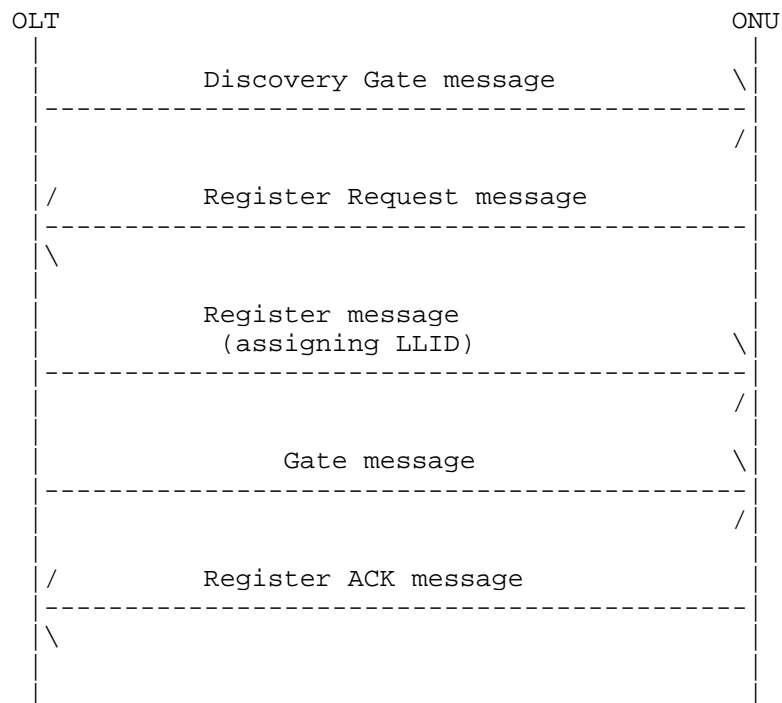 OLT ONU
Discovery Gate message
Register Request message
Register message
(assigning LLID)
Gate message
Register ACK message